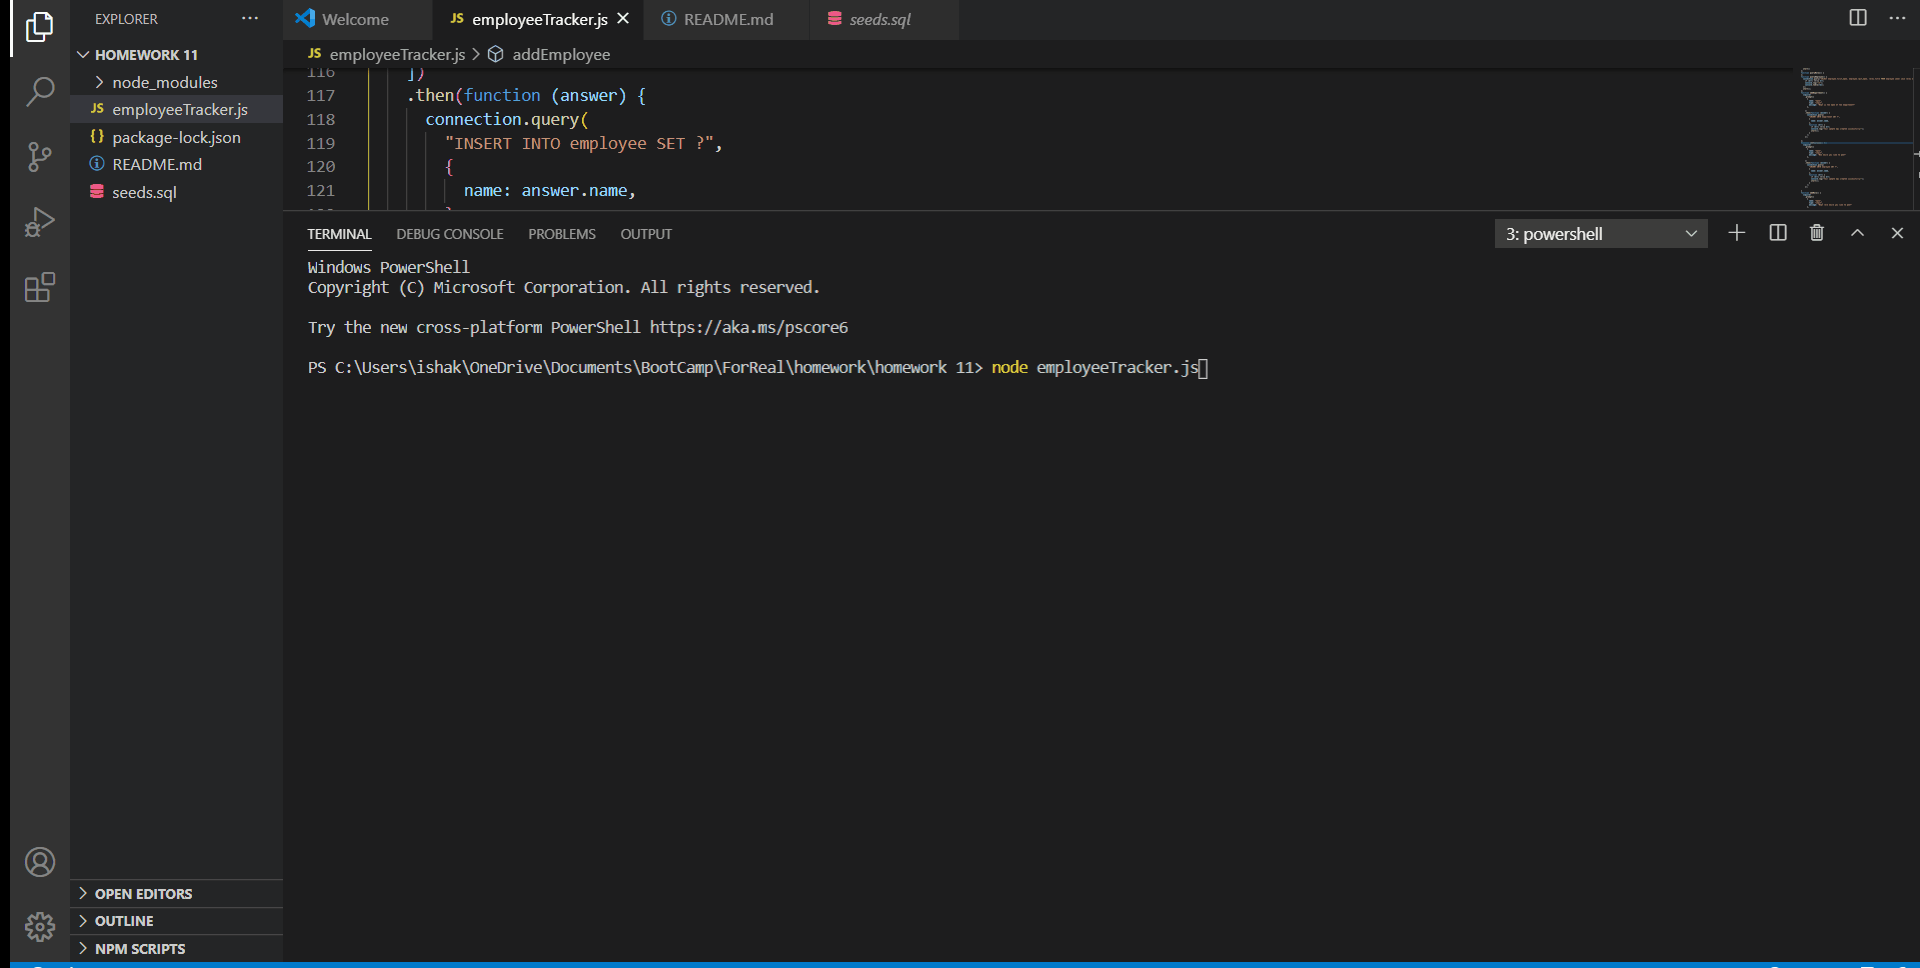 EXPLORER
HOMEWORK 11
node_modules
JS employeeTracker.js
{} package-lock.json
README.md
seeds.sql
OPEN EDITORS
OUTLINE
NPM SCRIPTS
Welcome
JS employeeTracker.js
README.md
seeds.sql
JS employeeTracker.js > addEmployee
116 ])
117 .then(function (answer) {
118 connection.query(
119 "INSERT INTO employee SET ?",
120 {
121 name: answer.name,
TERMINAL DEBUG CONSOLE PROBLEMS OUTPUT
3: powershell
Windows PowerShell
Copyright (C) Microsoft Corporation. All rights reserved.
Try the new cross-platform PowerShell https://aka.ms/pscore6
PS C:\Users\ishak\OneDrive\Documents\BootCamp\ForReal\homework\homework 11> node employeeTracker.js